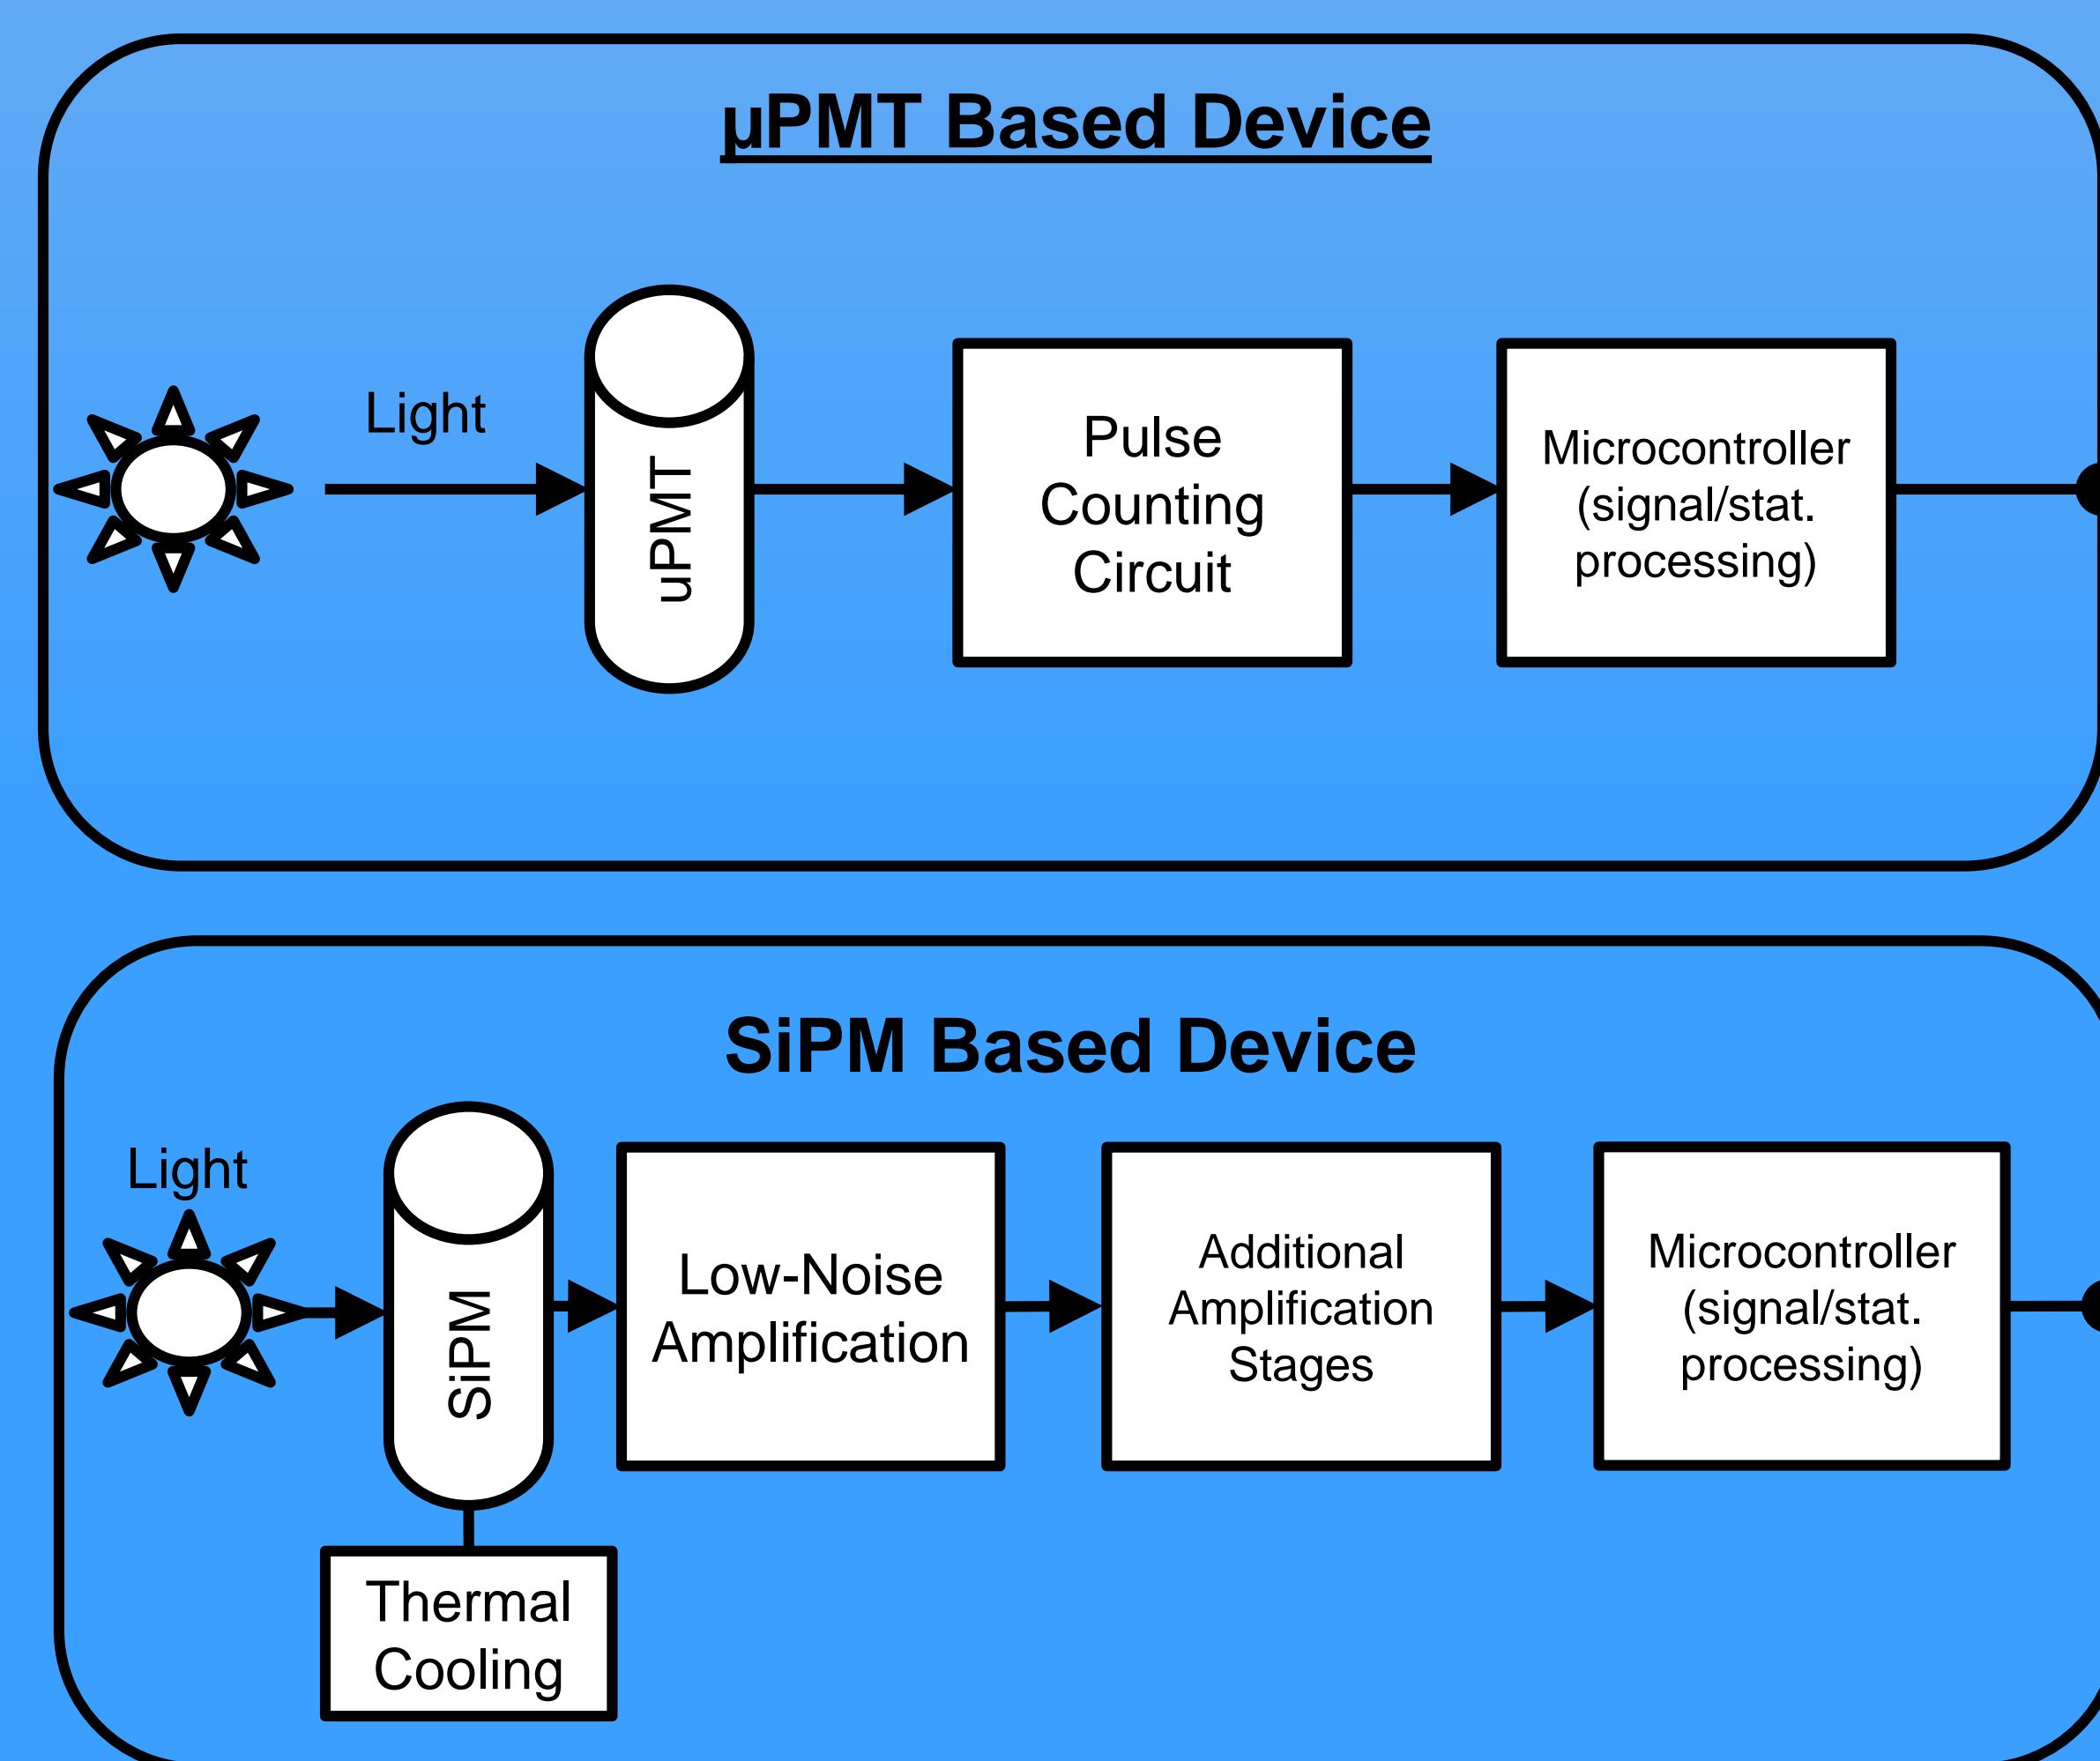 µPMT Based Device
Light
uPMT
Pulse
Counting
Circuit
Microcontroller
(signal/stat.
processing)
SiPM Based Device
Light
SiPM
Low-Noise
Amplification
Additional
Amplification
Stages
Microcontroller
(signal/stat.
processing)
Thermal
Cooling